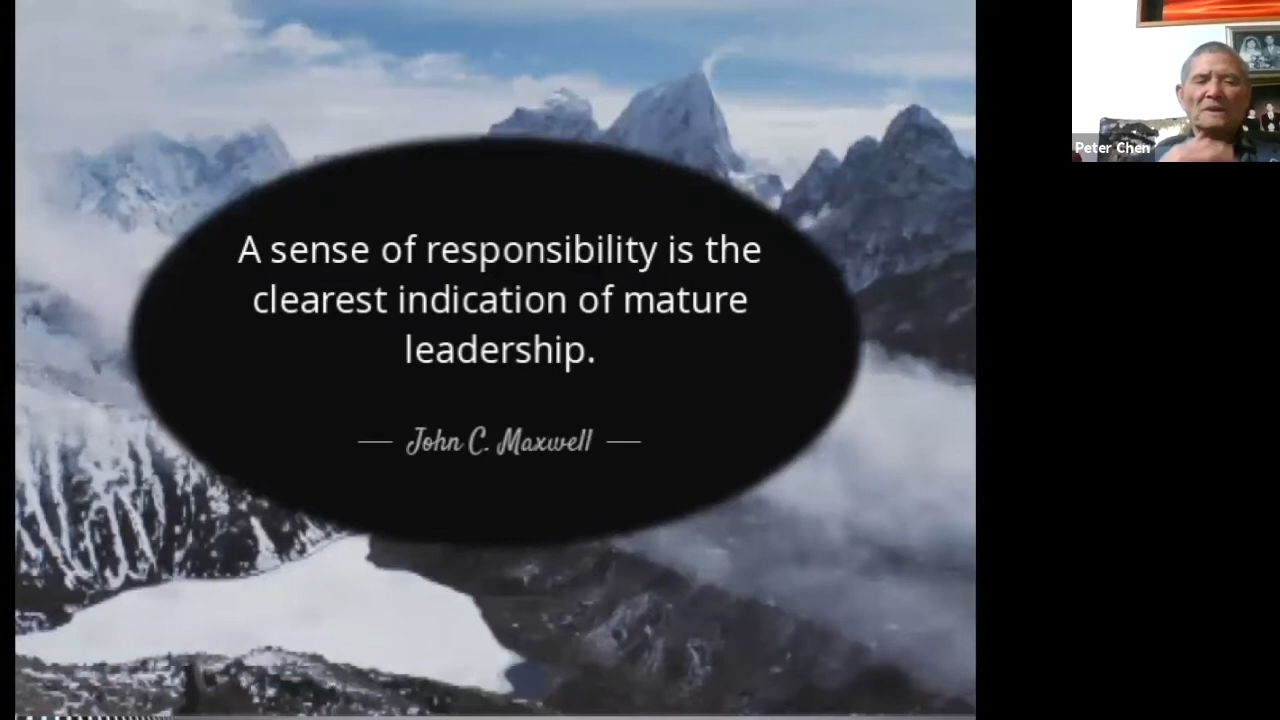 A sense of responsibility is the
clearest indication of mature
leadership.
John C. Maxwell
Peter Chen